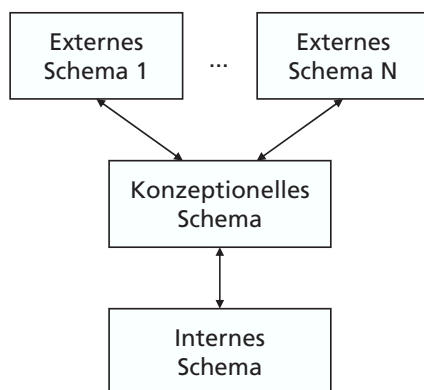 Externes
Schema 1
...
Externes
Schema N
Konzeptionelles
Schema
Internes
Schema